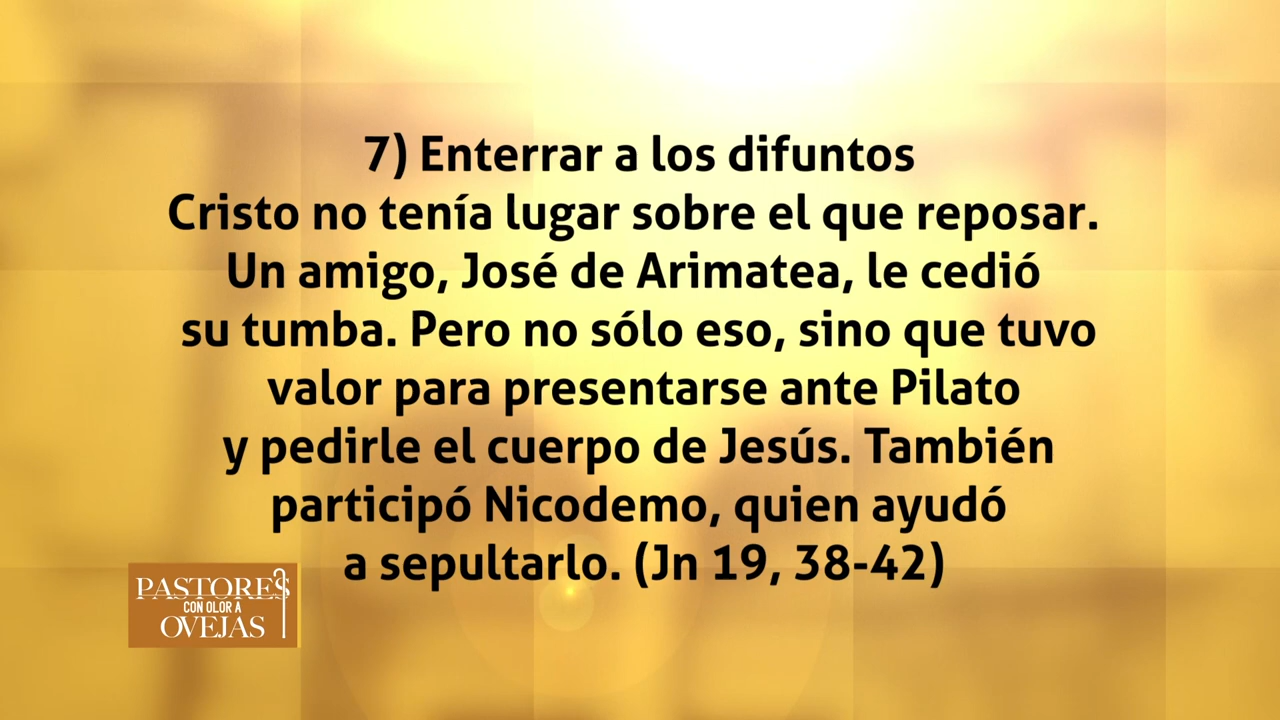 7) Enterrar a los difuntos
Cristo no tenía lugar sobre el que reposar.
Un amigo, José de Arimatea, le cedió
su tumba. Pero no sólo eso, sino que tuvo
valor para presentarse ante Pilato
y pedirle el cuerpo de Jesús. También
participó Nicodemo, quien ayudó
a sepultarlo. (Jn 19, 38-42)
PASTORES
CON OLOR A
OVEJAS